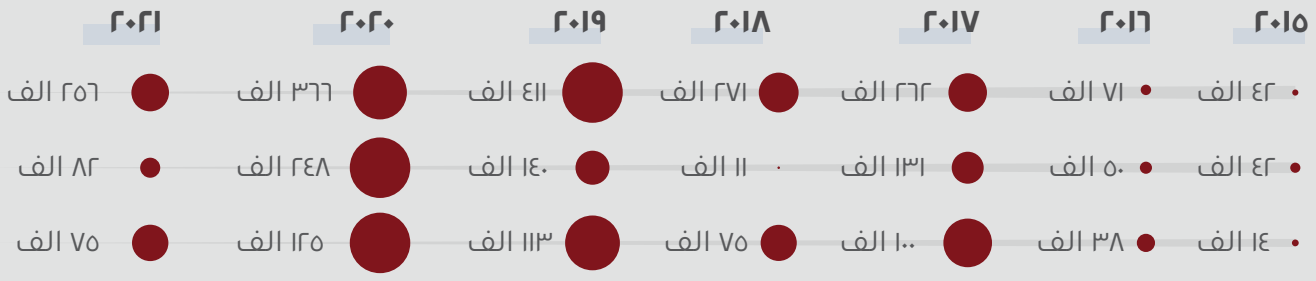 ٢٠١٥ ٢٠١٦ ٢٠١٧ ٢٠١٨ ٢٠١٩ ٢٠٢٠ ٢٠٢١
٤٢ الف ٧١ الف ٢٦٢ الف ٢٧١ الف ٤١١ الف ٣٦٦ الف ٢٥٦ الف
٤٢ الف ٥٠ الف ١٣١ الف ١١ الف ١٤٠ الف ٢٤٨ الف ٨٢ الف
١٤ الف ٣٨ الف ١٠٠ الف ٧٥ الف ١١٣ الف ١٢٥ الف ٧٥ الف